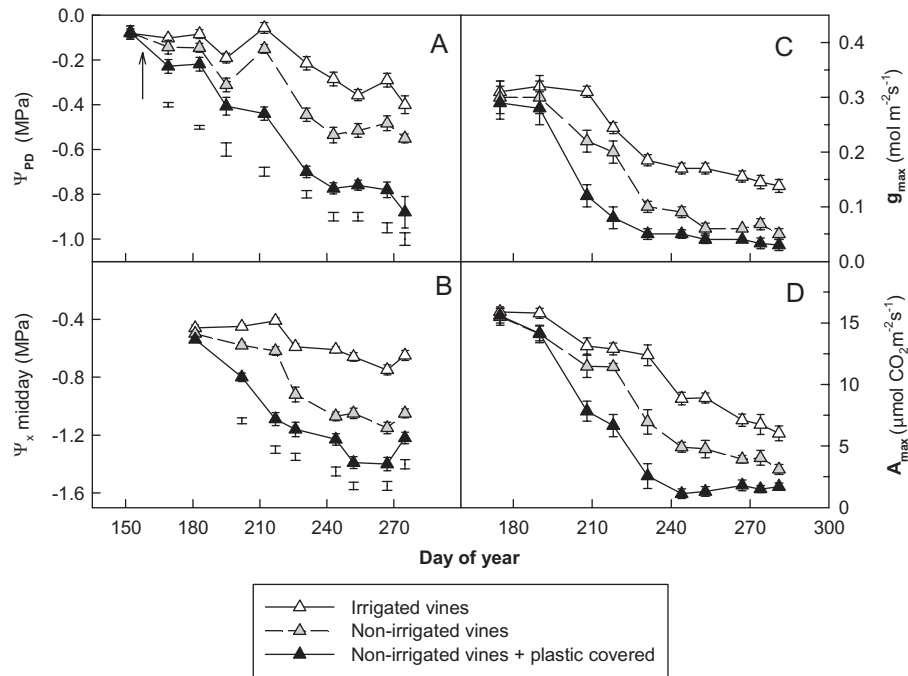 0.0
-0.2
-0.4
-0.6
-0.8
-1.0
Ψ_PD (MPa)
A
C
0.4
0.3
0.2
0.1
0.0
g_max (mol m⁻²s⁻¹)
-0.4
-0.8
-1.2
-1.6
Ψ_x midday (MPa)
B
D
15
10
5
0
A_max (µmol CO₂m⁻²s⁻¹)
150 180 210 240 270
180 210 240 270 300
Day of year
Irrigated vines
Non-irrigated vines
Non-irrigated vines + plastic covered